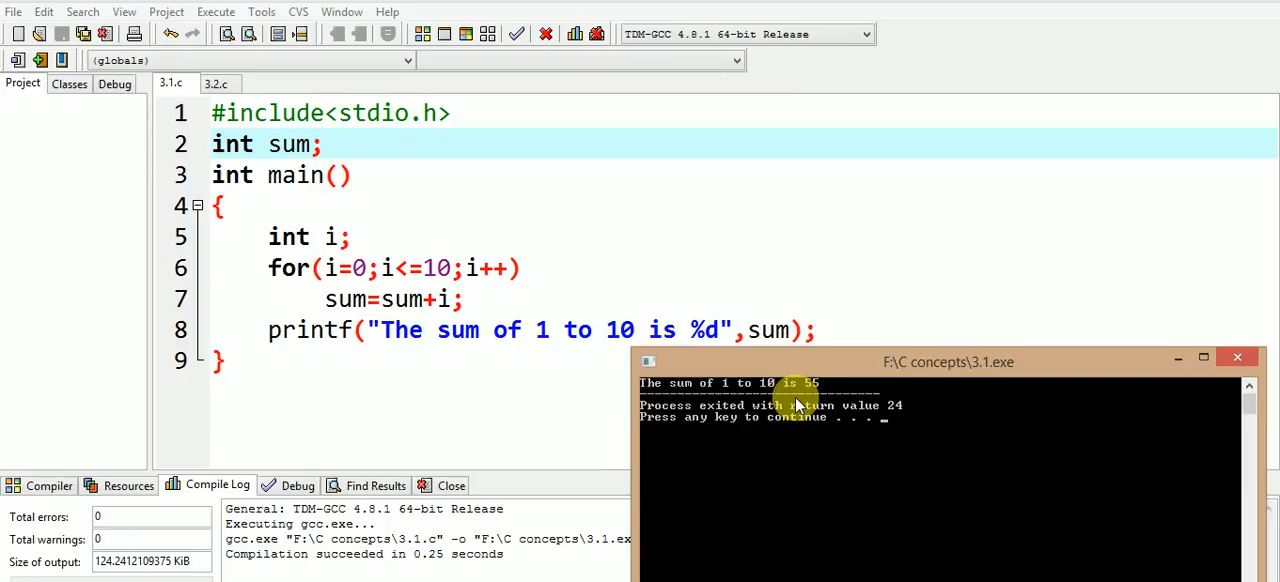 File Edit Search View Project Execute Tools CVS Window Help
TDM-GCC 4.8.1 64-bit Release
(globals)
Project Classes Debug 3.1.c 3.2.c
1 #include<stdio.h>
2 int sum;
3 int main()
4 {
5 int i;
6 for(i=0;i<=10;i++)
7 sum=sum+i;
8 printf("The sum of 1 to 10 is %d",sum);
9 }
F:\C concepts\3.1.exe
The sum of 1 to 10 is 55
--------------------------------
Process exited with return value 24
Press any key to continue . . . _
Compiler Resources Compile Log Debug Find Results Close
Total errors: 0
Total warnings: 0
Size of output: 124.2412109375 KiB
General: TDM-GCC 4.8.1 64-bit Release
Executing gcc.exe...
gcc.exe "F:\C concepts\3.1.c" -o "F:\C concepts\3.1.ex
Compilation succeeded in 0.25 seconds